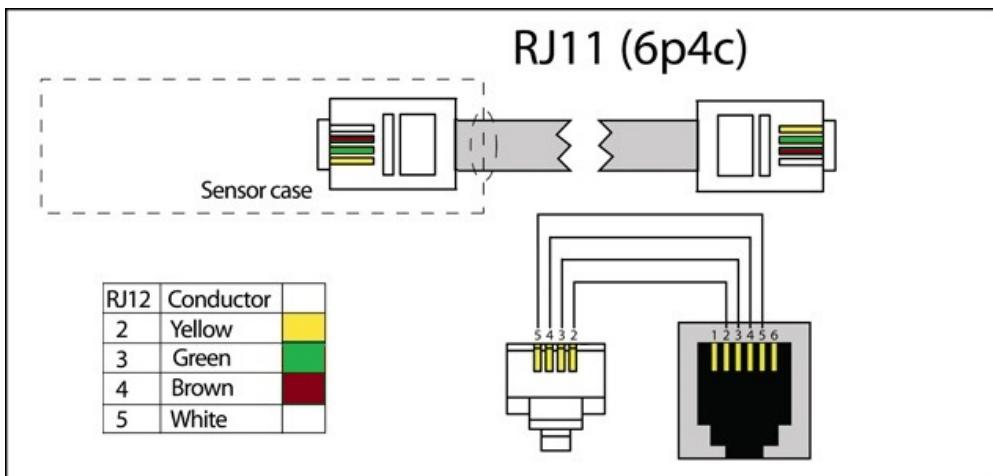 RJ11 (6p4c)
Sensor case
RJ12 Conductor
2 Yellow
3 Green
4 Brown
5 White
5 4 3 2
1 2 3 4 5 6